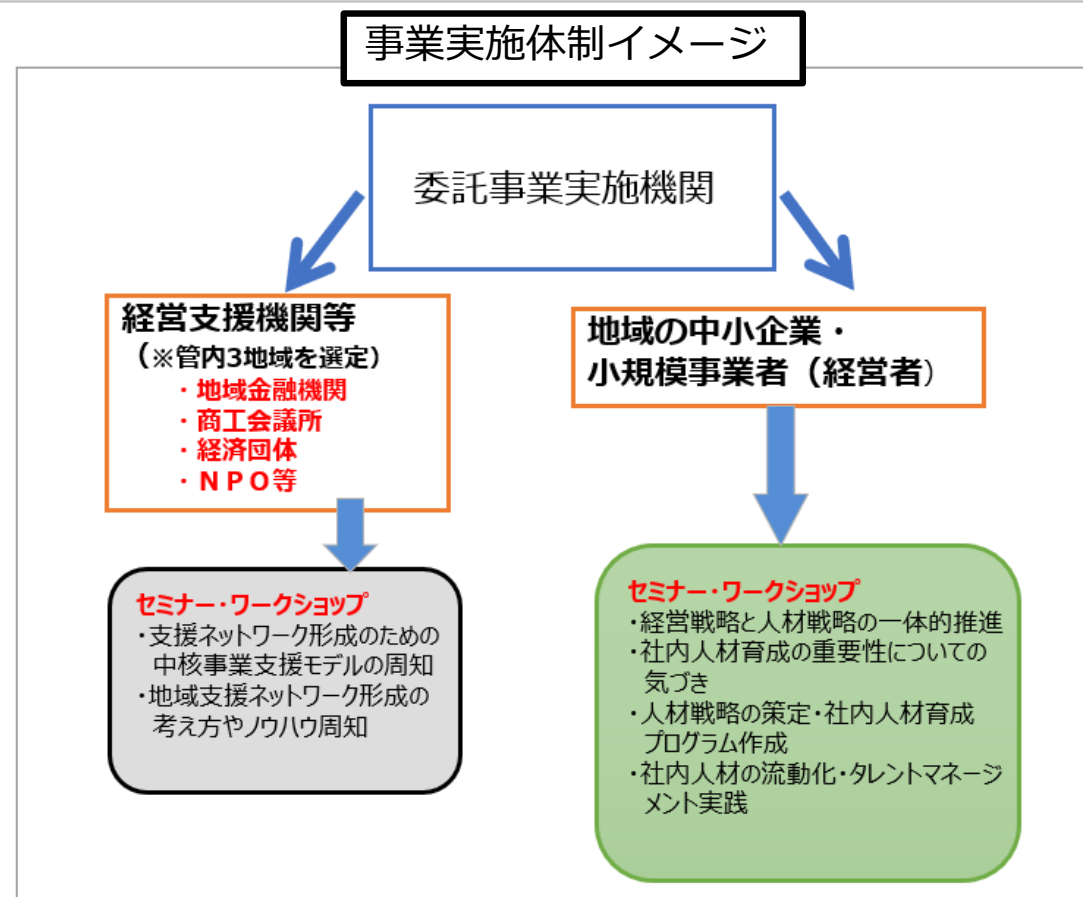 事業実施体制イメージ
委託事業実施機関
経営支援機関等
（※管内3地域を選定）
・地域金融機関
・商工会議所
・経済団体
・ＮＰＯ等
地域の中小企業・
小規模事業者（経営者）
セミナー・ワークショップ
・支援ネットワーク形成のための
中核事業支援モデルの周知
・地域支援ネットワーク形成の
考え方やノウハウ周知
セミナー・ワークショップ
・経営戦略と人材戦略の一体的推進
・社内人材育成の重要性についての
気づき
・人材戦略の策定・社内人材育成
プログラム作成
・社内人材の流動化・タレントマネージ
メント実践